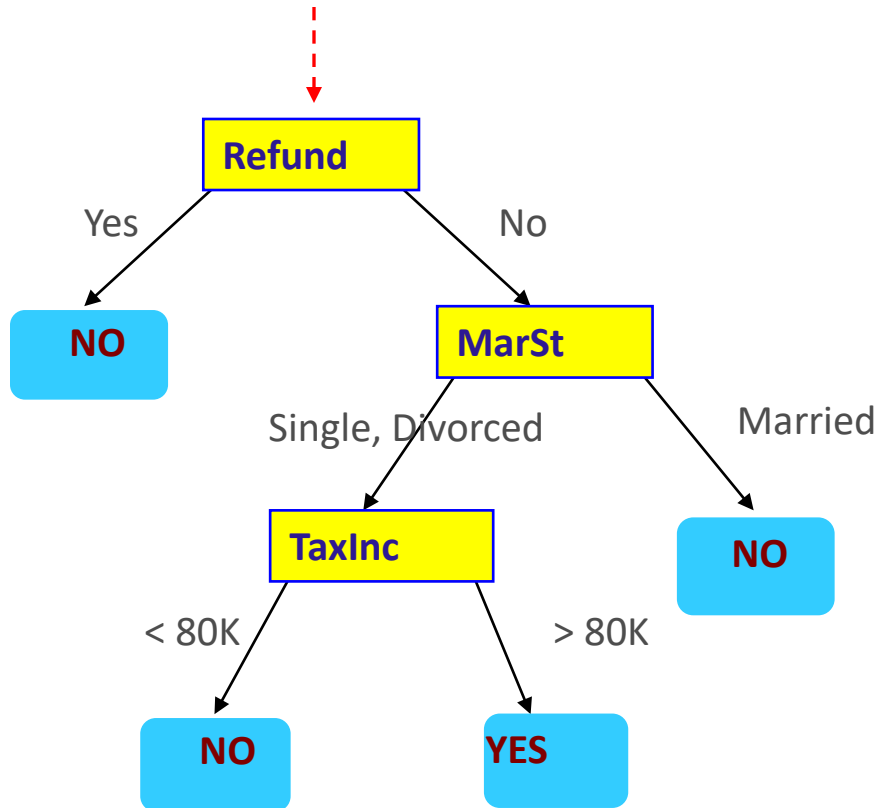 Refund
Yes
No
NO
MarSt
Single, Divorced
Married
TaxInc
NO
< 80K
> 80K
NO
YES